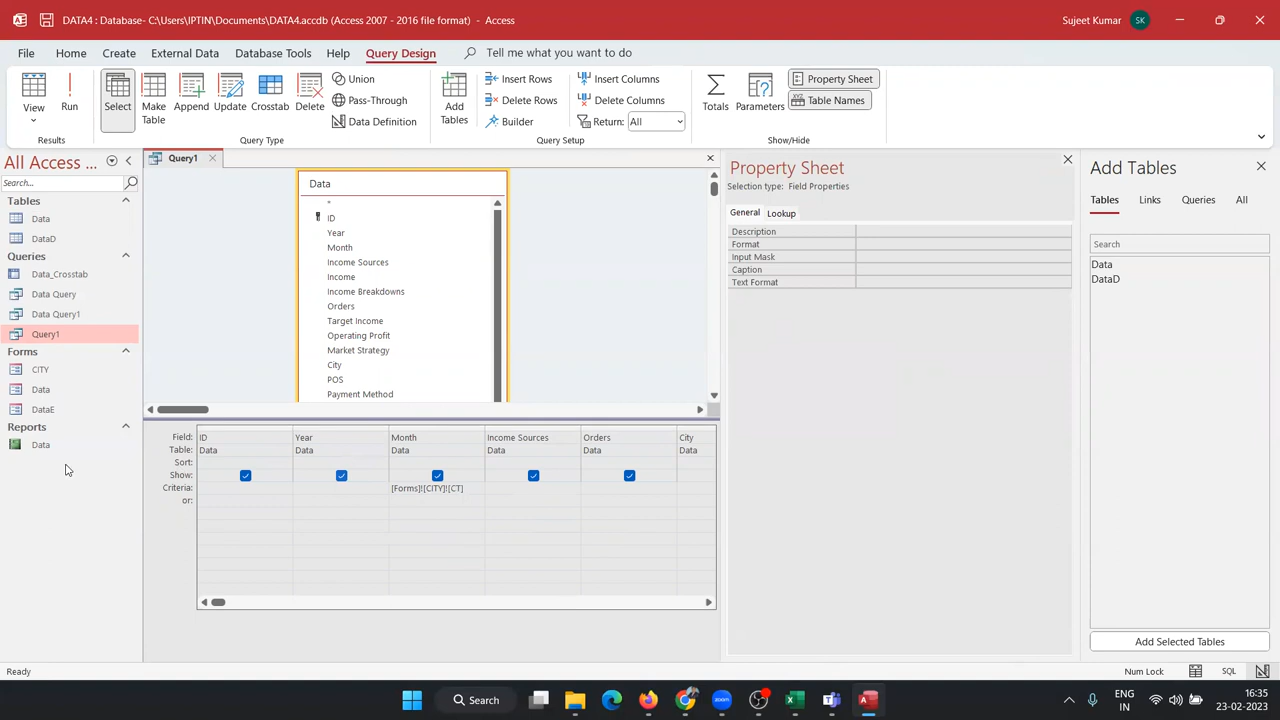 DATA4 : Database- C:\Users\IPTIN\Documents\DATA4.accdb (Access 2007 - 2016 file format) - Access
Sujeet Kumar
SK
File
Home
Create
External Data
Database Tools
Help
Query Design
Tell me what you want to do
View
Run
Select
Make Table
Append
Update
Crosstab
Delete
Union
Pass-Through
Data Definition
Add Tables
Insert Rows
Delete Rows
Builder
Insert Columns
Delete Columns
Return: All
Totals
Parameters
Property Sheet
Table Names
Results
Query Type
Query Setup
Show/Hide
All Access ...
Search...
Tables
Data
DataD
Queries
Data_Crosstab
Data Query
Data Query1
Query1
Forms
CITY
Data
DataE
Reports
Data
Query1
Data
*
ID
Year
Month
Income Sources
Income
Income Breakdowns
Orders
Target Income
Operating Profit
Market Strategy
City
POS
Payment Method
Field: ID Year Month Income Sources Orders City
Table: Data Data Data Data Data Data
Sort:
Show:
Criteria: [Forms]![CITY]![CT]
or:
Property Sheet
Selection type: Field Properties
General Lookup
Description
Format
Input Mask
Caption
Text Format
Add Tables
Tables Links Queries All
Search
Data
DataD
Add Selected Tables
Ready
Num Lock
SQL
Search
ENG
IN
16:35
23-02-2023